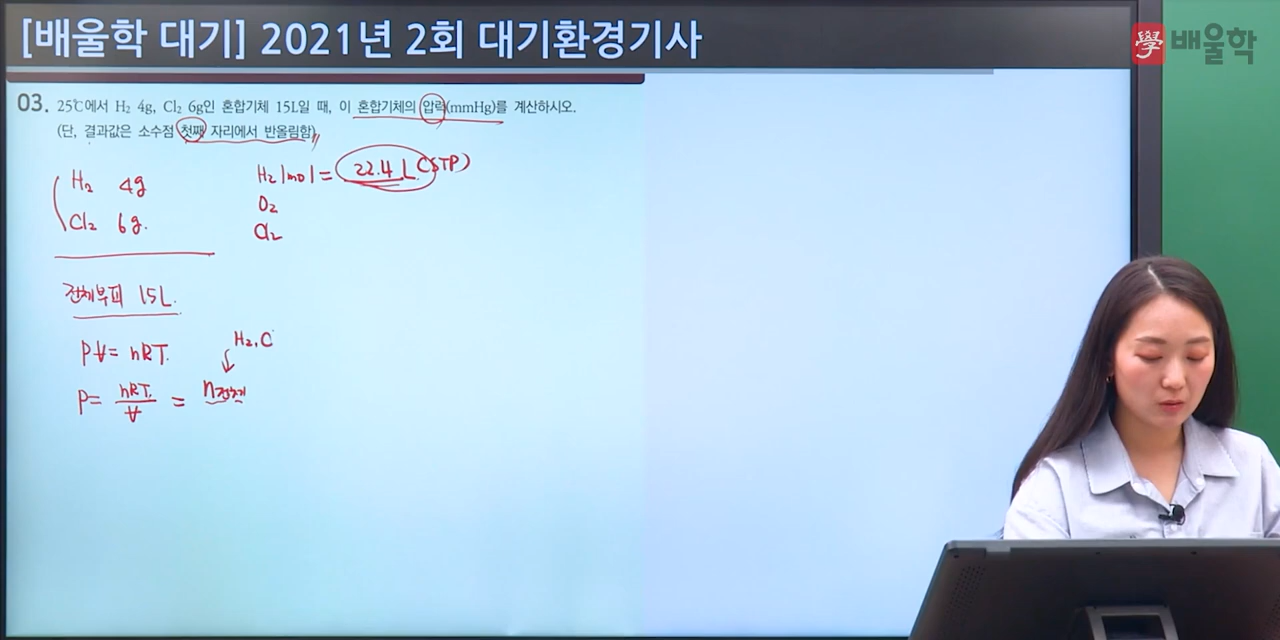 [배울학 대기] 2021년 2회 대기환경기사
學 배울학
03. 25℃에서 H₂ 4g, Cl₂ 6g인 혼합기체 15L일 때, 이 혼합기체의 압력(mmHg)를 계산하시오.
(단, 결과값은 소수점 첫째 자리에서 반올림함)
H₂ 4g
Cl₂ 6g.
H₂ 1mol = 22.4 L (STP)
O₂
Cl₂
전체부피 15L.
PV = nRT.
H₂, C
P = nRT. / V = n전체